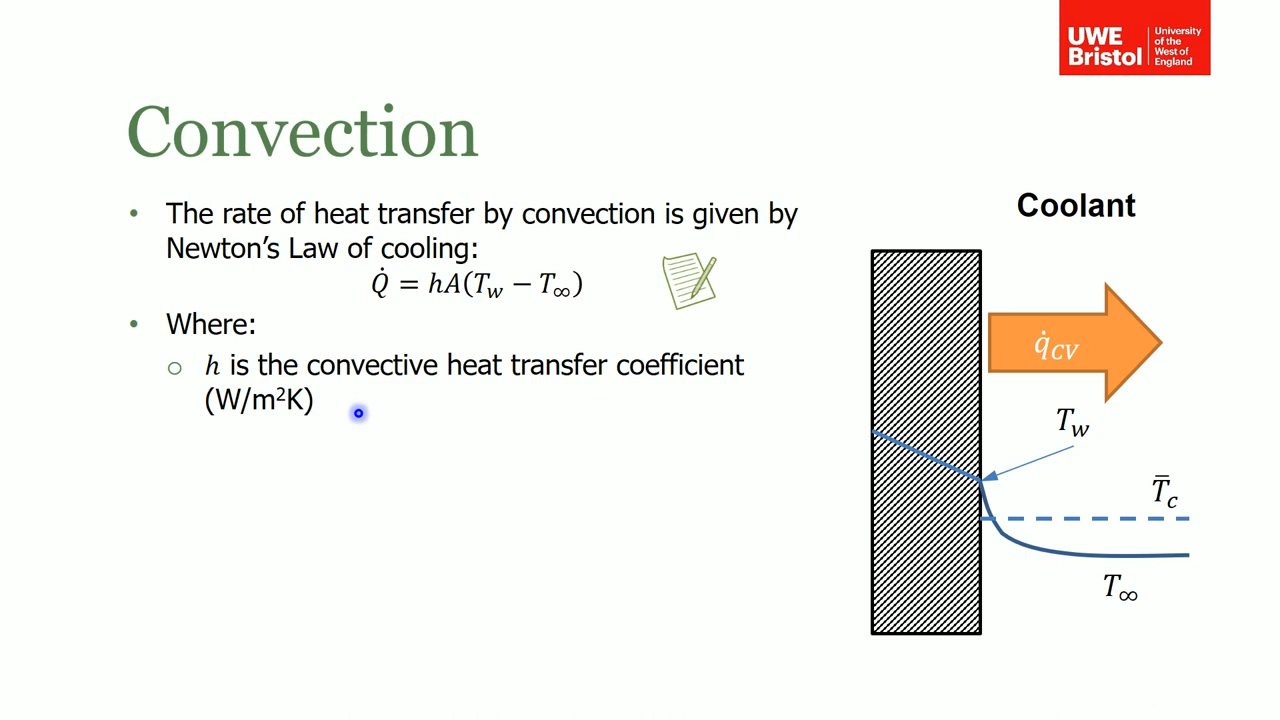 UWE
Bristol
University
of the
West of
England
Convection
• The rate of heat transfer by convection is given by
Newton’s Law of cooling:
Q̇ = hA(T_w − T_∞)
• Where:
o h is the convective heat transfer coefficient
(W/m²K)
Coolant
q̇_CV
T_w
T̅_c
T_∞